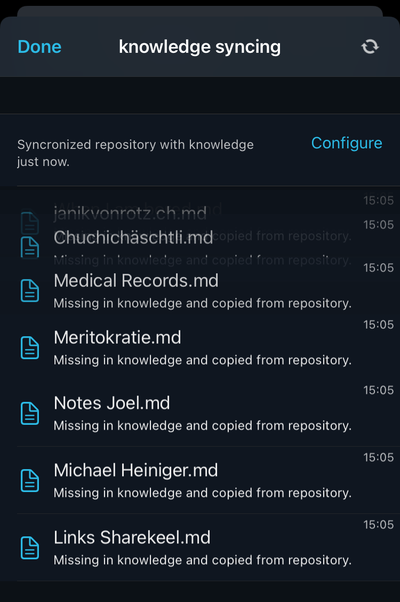 Done
knowledge syncing
Syncronized repository with knowledge
just now.
Configure
15:05
janikvonrotz.ch.md
15:05
Chuchichäschtli.md
copied from repository.
Missing in knowledge and copied from repository.
15:05
Medical Records.md
Missing in knowledge and copied from repository.
15:05
Meritokratie.md
Missing in knowledge and copied from repository.
15:05
Notes Joel.md
Missing in knowledge and copied from repository.
15:05
Michael Heiniger.md
Missing in knowledge and copied from repository.
15:05
Links Sharekeel.md
Missing in knowledge and copied from repository.